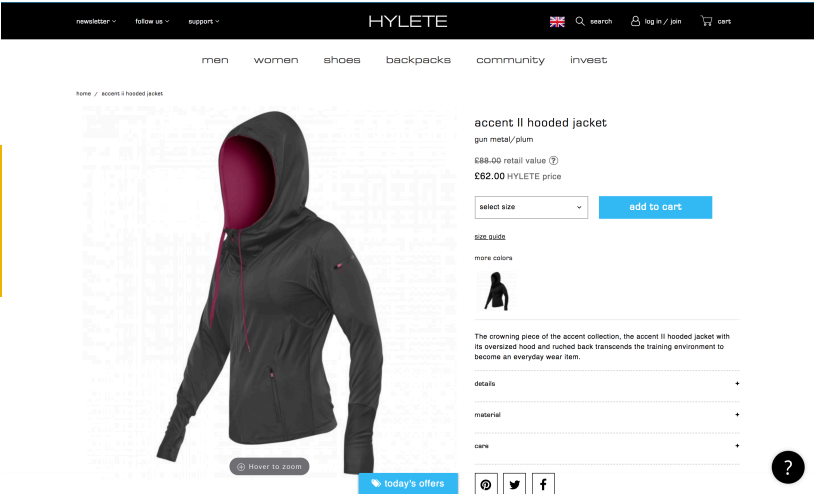 newsletter follow us support HYLETE search log in / join cart
men women shoes backpacks community invest
home / accent ii hooded jacket
accent II hooded jacket
gun metal/plum
£88.00 retail value ?
£62.00 HYLETE price
select size add to cart
size guide
more colors
The crowning piece of the accent collection, the accent II hooded jacket with
its oversized hood and ruched back transcends the training environment to
become an everyday wear item.
details +
material +
care +
Hover to zoom
today's offers
?